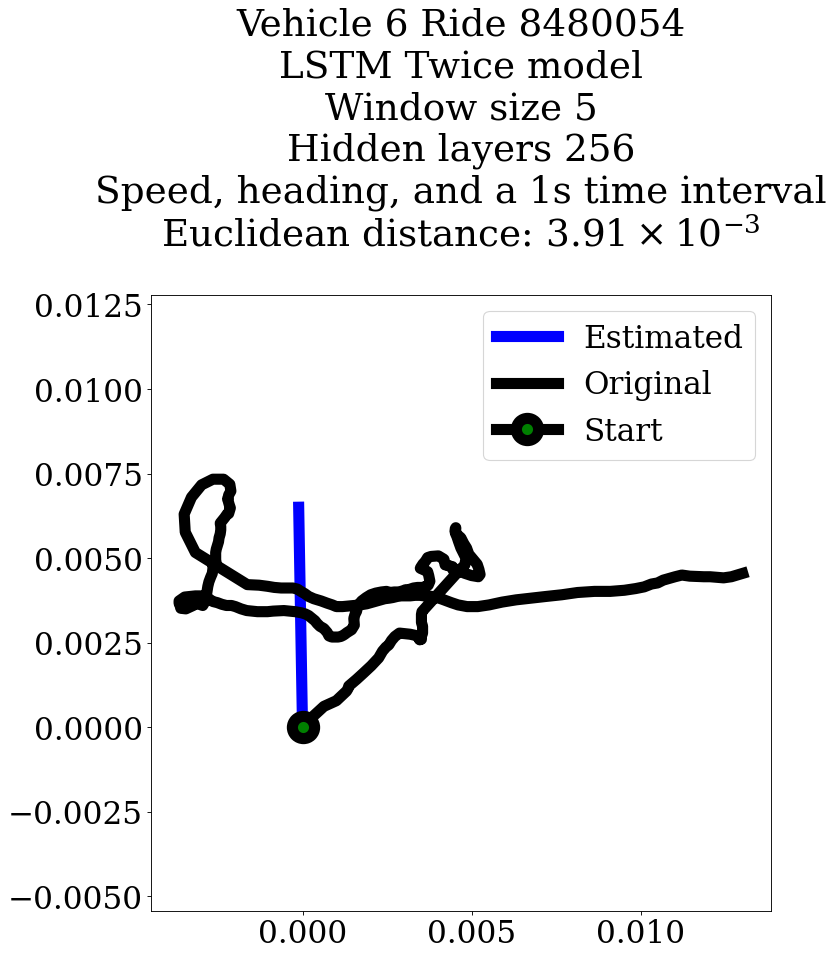 Vehicle 6 Ride 8480054
LSTM Twice model
Window size 5
Hidden layers 256
Speed, heading, and a 1s time interval
Euclidean distance: 3.91 × 10⁻³
0.0125
0.0100
0.0075
0.0050
0.0025
0.0000
−0.0025
−0.0050
Estimated
Original
Start
0.000 0.005 0.010